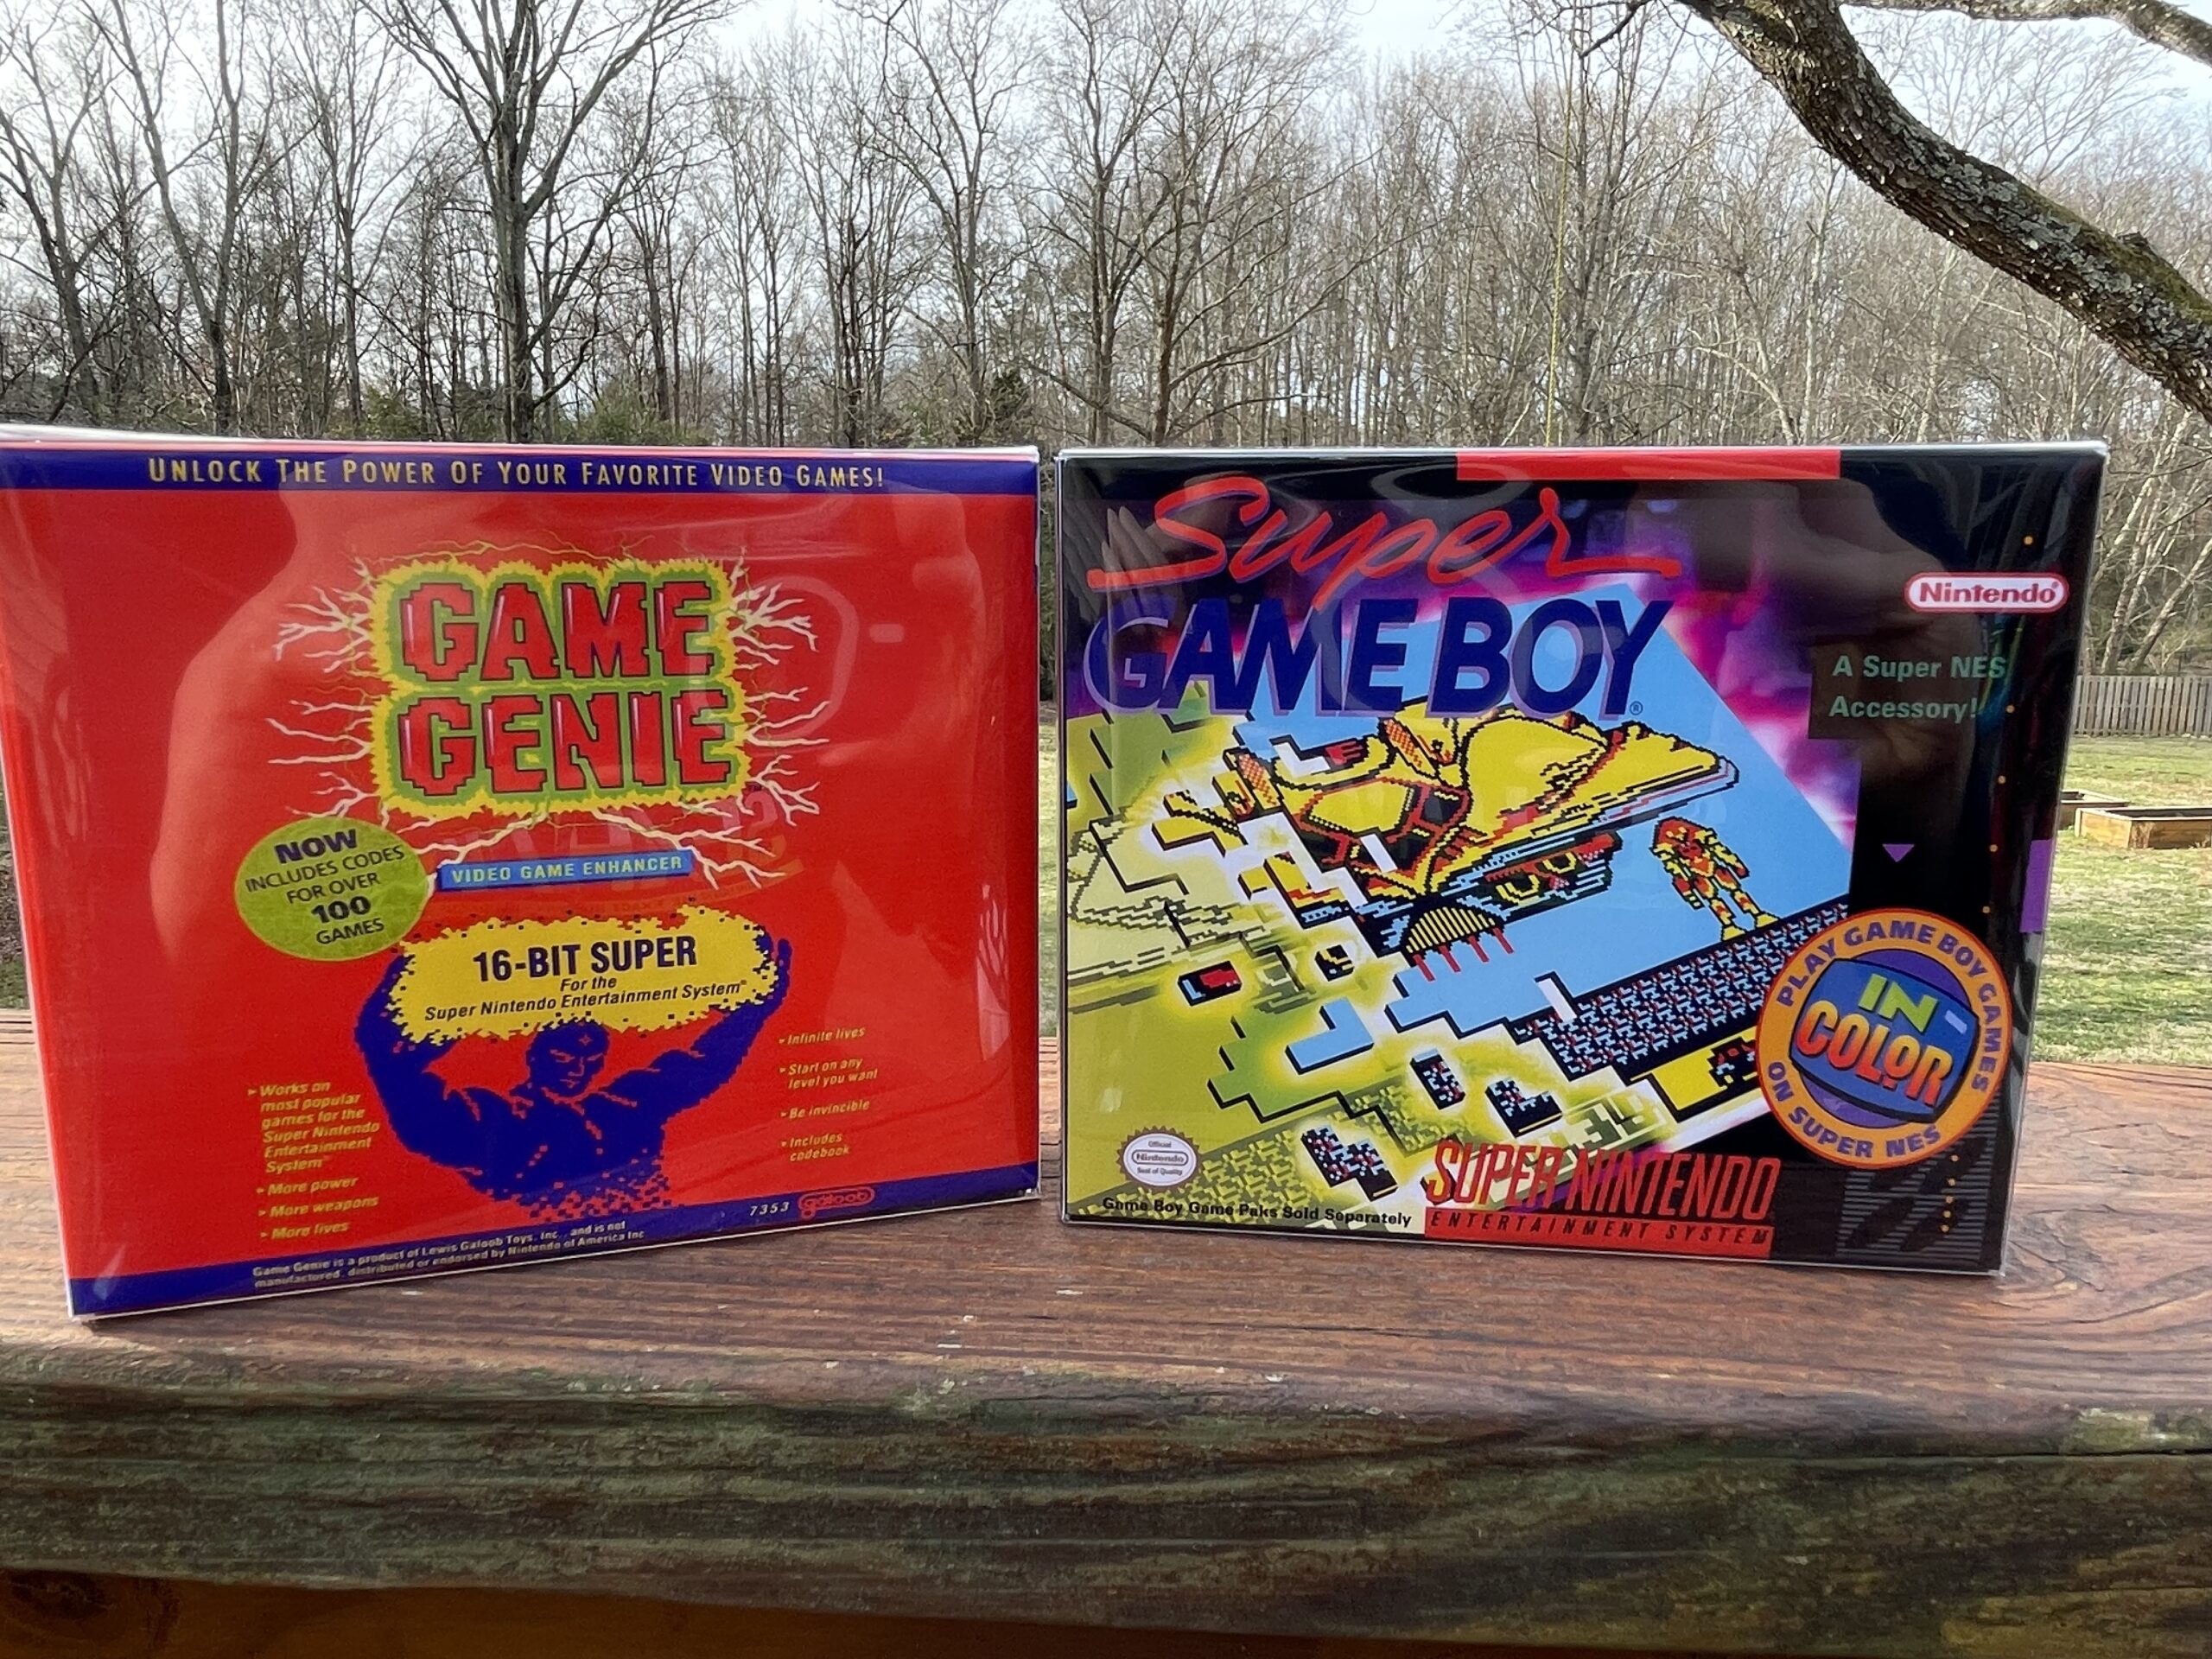 UNLOCK THE POWER OF YOUR FAVORITE VIDEO GAMES!
GAME
GENIE
NOW
INCLUDES CODES
FOR OVER
100
GAMES
VIDEO GAME ENHANCER
16-BIT SUPER
For the
Super Nintendo Entertainment System
Works on
most popular
games for the
Super Nintendo
Entertainment
System™
More power
More weapons
More lives
Infinite lives
Start on any
level you want
Be invincible
Includes
codebook
7353 galoob
Game Genie is a product of Lewis Galoob Toys, Inc., and is not
manufactured, distributed or endorsed by Nintendo of America Inc.
Super
GAME BOY®
Nintendo®
A Super NES
Accessory!
PLAY GAME BOY GAMES
IN
COLOR
ON SUPER NES
Official
Nintendo
Seal of Quality
Game Boy Game Paks Sold Separately
SUPER NINTENDO
ENTERTAINMENT SYSTEM